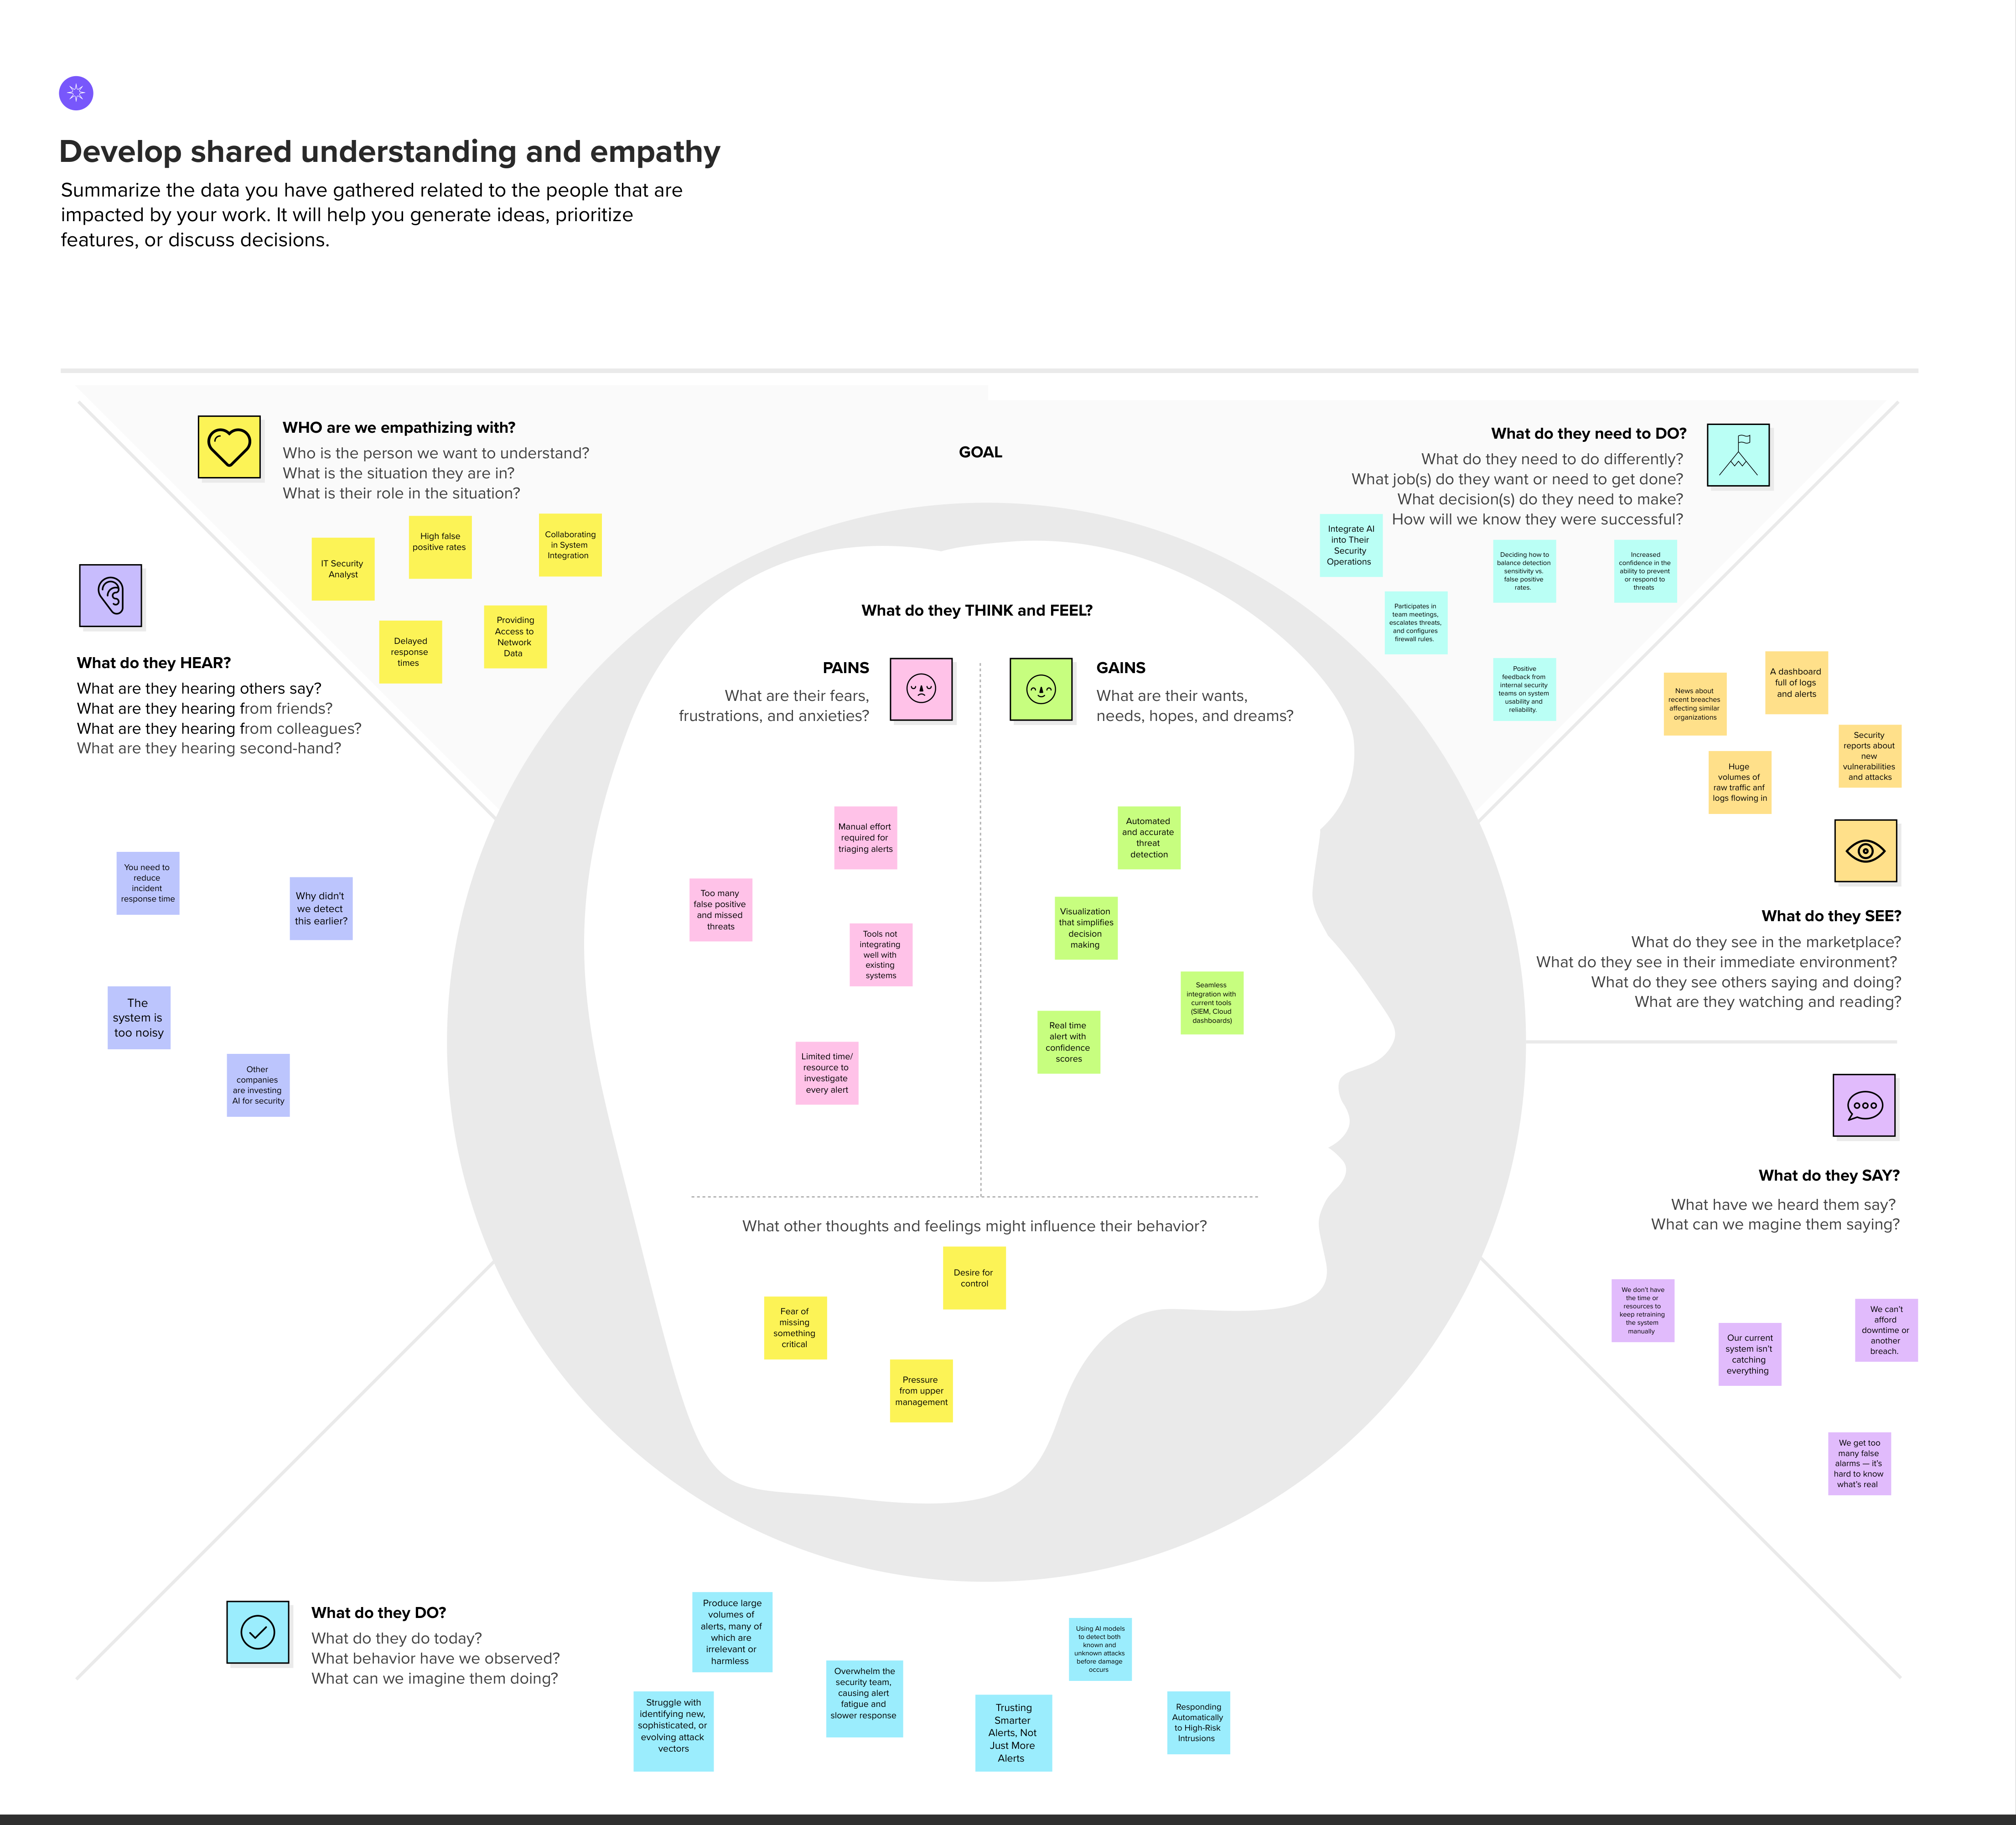 Develop shared understanding and empathy
Summarize the data you have gathered related to the people that are
impacted by your work. It will help you generate ideas, prioritize
features, or discuss decisions.
WHO are we empathizing with?
Who is the person we want to understand?
What is the situation they are in?
What is their role in the situation?
IT Security
Analyst
High false
positive rates
Collaborating
in System
Integration
Delayed
response
times
Providing
Access to
Network
Data
GOAL
What do they need to DO?
What do they need to do differently?
What job(s) do they want or need to get done?
What decision(s) do they need to make?
How will we know they were successful?
Integrate AI
into Their
Security
Operations
Deciding how to
balance detection
sensitivity vs.
false positive
rates.
Increased
confidence in the
ability to prevent
or respond to
threats
Participates in
team meetings,
escalates threats,
and configures
firewall rules.
Positive
feedback from
internal security
teams on system
usability and
reliability.
What do they HEAR?
What are they hearing others say?
What are they hearing from friends?
What are they hearing from colleagues?
What are they hearing second-hand?
You need to
reduce
incident
response time
Why didn't
we detect
this earlier?
The
system is
too noisy
Other
companies
are investing
AI for security
What do they THINK and FEEL?
PAINS
What are their fears,
frustrations, and anxieties?
Manual effort
required for
triaging alerts
Too many
false positive
and missed
threats
Tools not
integrating
well with
existing
systems
Limited time/
resource to
investigate
every alert
GAINS
What are their wants,
needs, hopes, and dreams?
Automated
and accurate
threat
detection
Visualization
that simplifies
decision
making
Seamless
integration with
current tools
(SIEM, Cloud
dashboards)
Real time
alert with
confidence
scores
What other thoughts and feelings might influence their behavior?
Desire for
control
Fear of
missing
something
critical
Pressure
from upper
management
News about
recent breaches
affecting similar
organizations
A dashboard
full of logs
and alerts
Security
reports about
new
vulnerabilities
and attacks
Huge
volumes of
raw traffic anf
logs flowing in
What do they SEE?
What do they see in the marketplace?
What do they see in their immediate environment?
What do they see others saying and doing?
What are they watching and reading?
What do they SAY?
What have we heard them say?
What can we magine them saying?
We don't have
the time or
resources to
keep retraining
the system
manually
Our current
system isn't
catching
everything
We can't
afford
downtime or
another
breach.
We get too
many false
alarms — it's
hard to know
what's real
What do they DO?
What do they do today?
What behavior have we observed?
What can we imagine them doing?
Produce large
volumes of
alerts, many of
which are
irrelevant or
harmless
Struggle with
identifying new,
sophisticated, or
evolving attack
vectors
Overwhelm the
security team,
causing alert
fatigue and
slower response
Using AI models
to detect both
known and
unknown attacks
before damage
occurs
Trusting
Smarter
Alerts, Not
Just More
Alerts
Responding
Automatically
to High-Risk
Intrusions